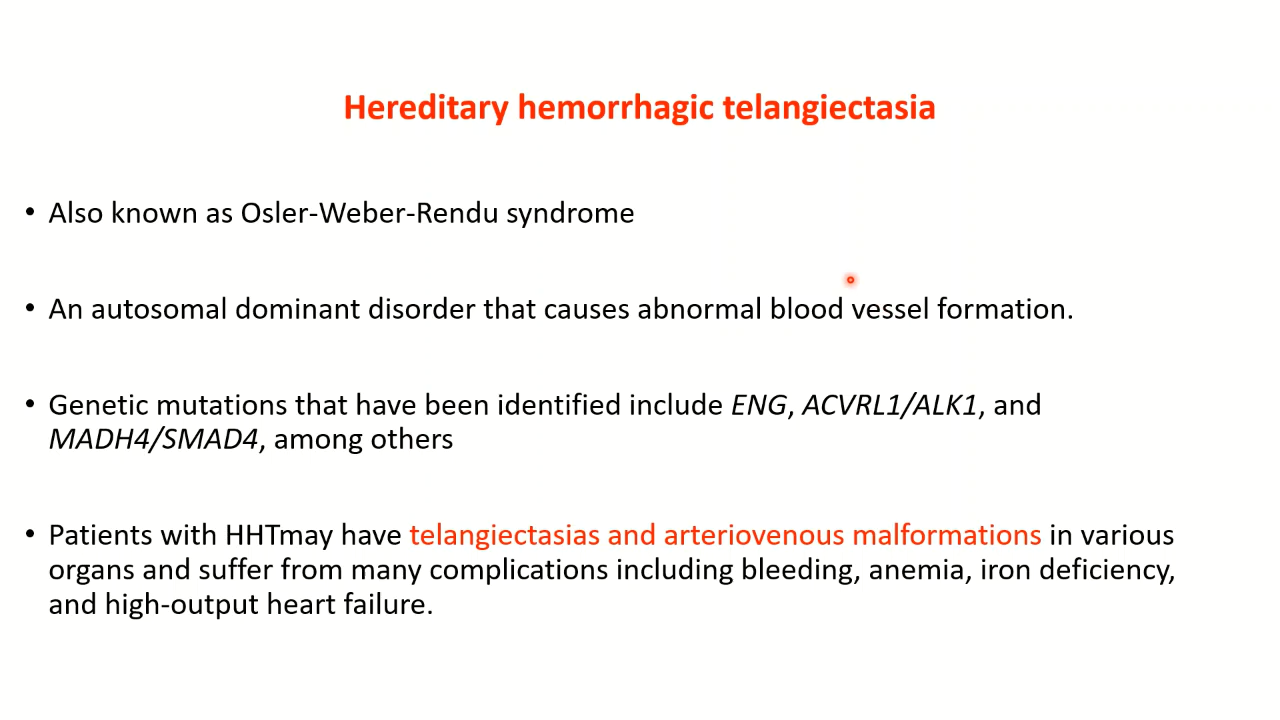 Hereditary hemorrhagic telangiectasia
• Also known as Osler-Weber-Rendu syndrome
• An autosomal dominant disorder that causes abnormal blood vessel formation.
• Genetic mutations that have been identified include ENG, ACVRL1/ALK1, and
MADH4/SMAD4, among others
• Patients with HHTmay have telangiectasias and arteriovenous malformations in various
organs and suffer from many complications including bleeding, anemia, iron deficiency,
and high-output heart failure.